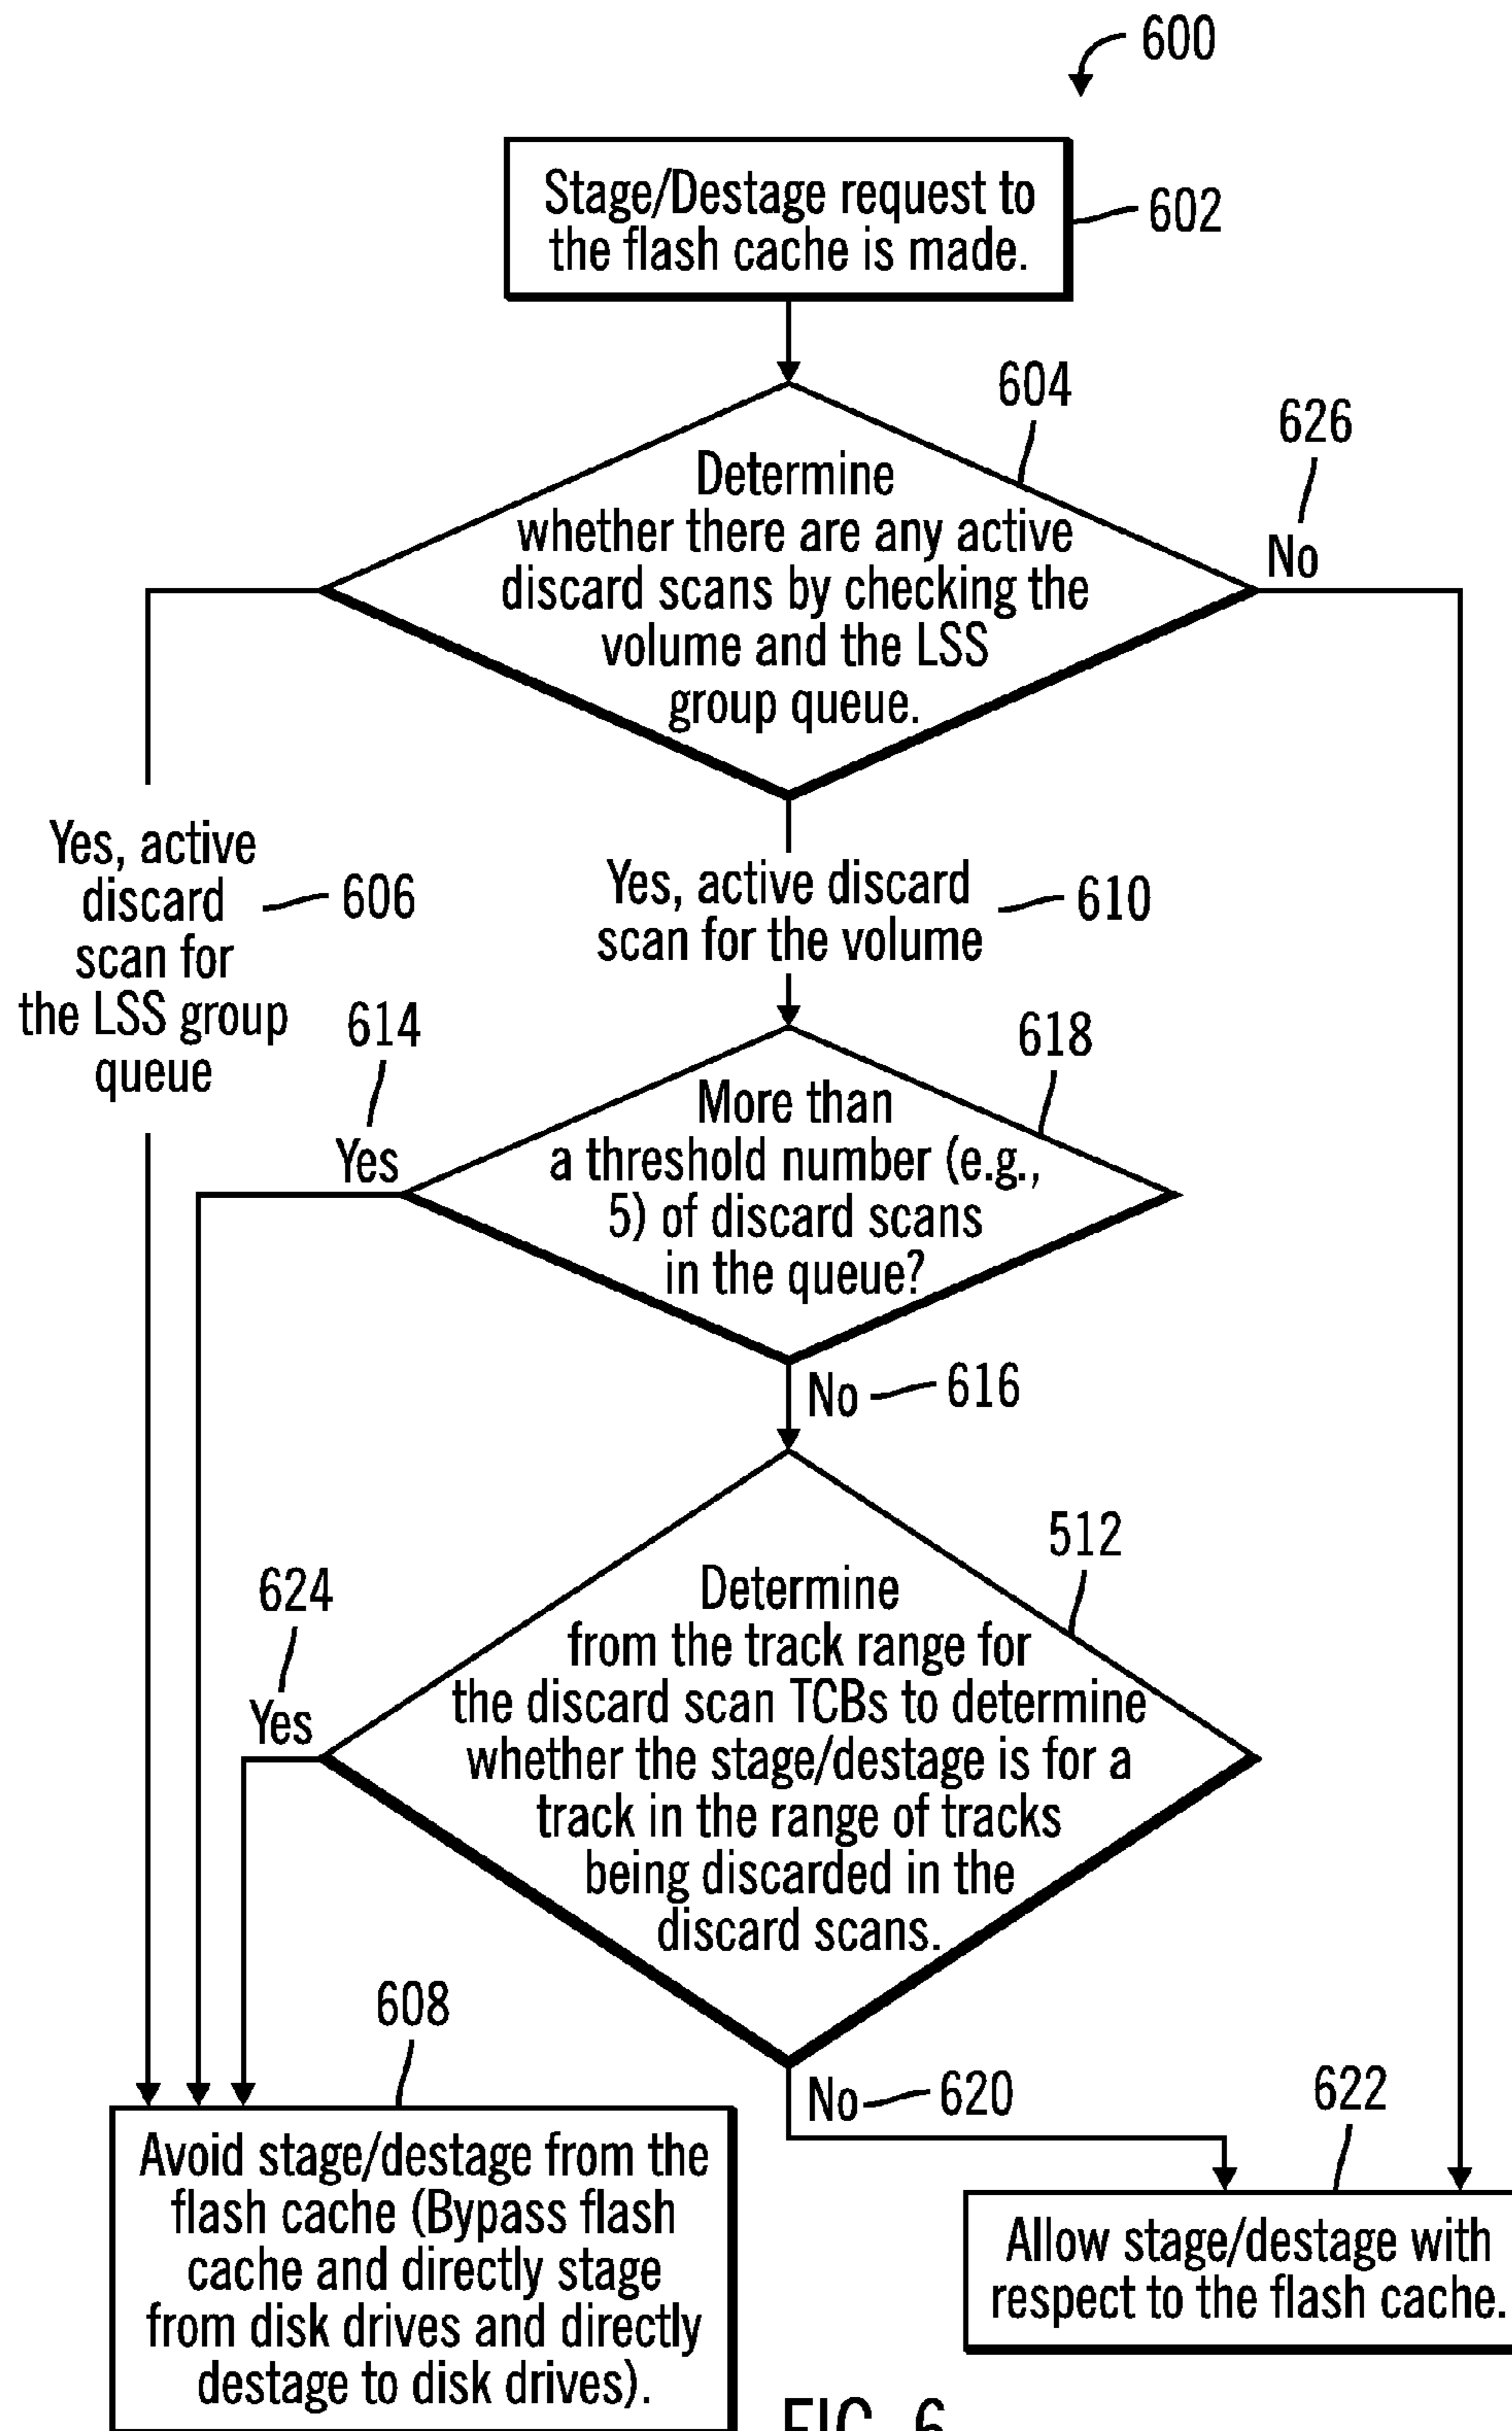 600
Stage/Destage request to
the flash cache is made.
602
604
626
Determine
whether there are any active
discard scans by checking the
volume and the LSS
group queue.
No
Yes, active
discard
scan for
the LSS group
queue
606
Yes, active discard
scan for the volume
610
614
Yes
618
More than
a threshold number (e.g.,
5) of discard scans
in the queue?
No
616
512
624
Yes
Determine
from the track range for
the discard scan TCBs to determine
whether the stage/destage is for a
track in the range of tracks
being discarded in the
discard scans.
608
No
620
622
Avoid stage/destage from the
flash cache (Bypass flash
cache and directly stage
from disk drives and directly
destage to disk drives).
Allow stage/destage with
respect to the flash cache.
FIG. 6